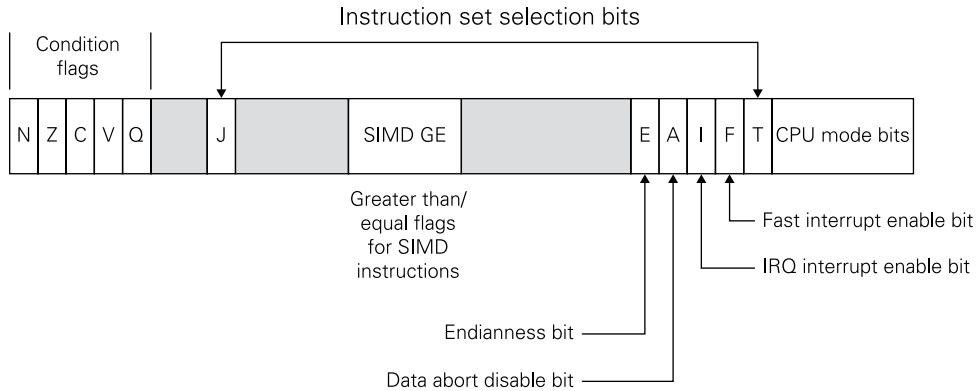 Instruction set selection bits
Condition
flags
N Z C V Q J SIMD GE E A I F T CPU mode bits
Greater than/
equal flags
for SIMD
instructions
Fast interrupt enable bit
IRQ interrupt enable bit
Endianness bit
Data abort disable bit